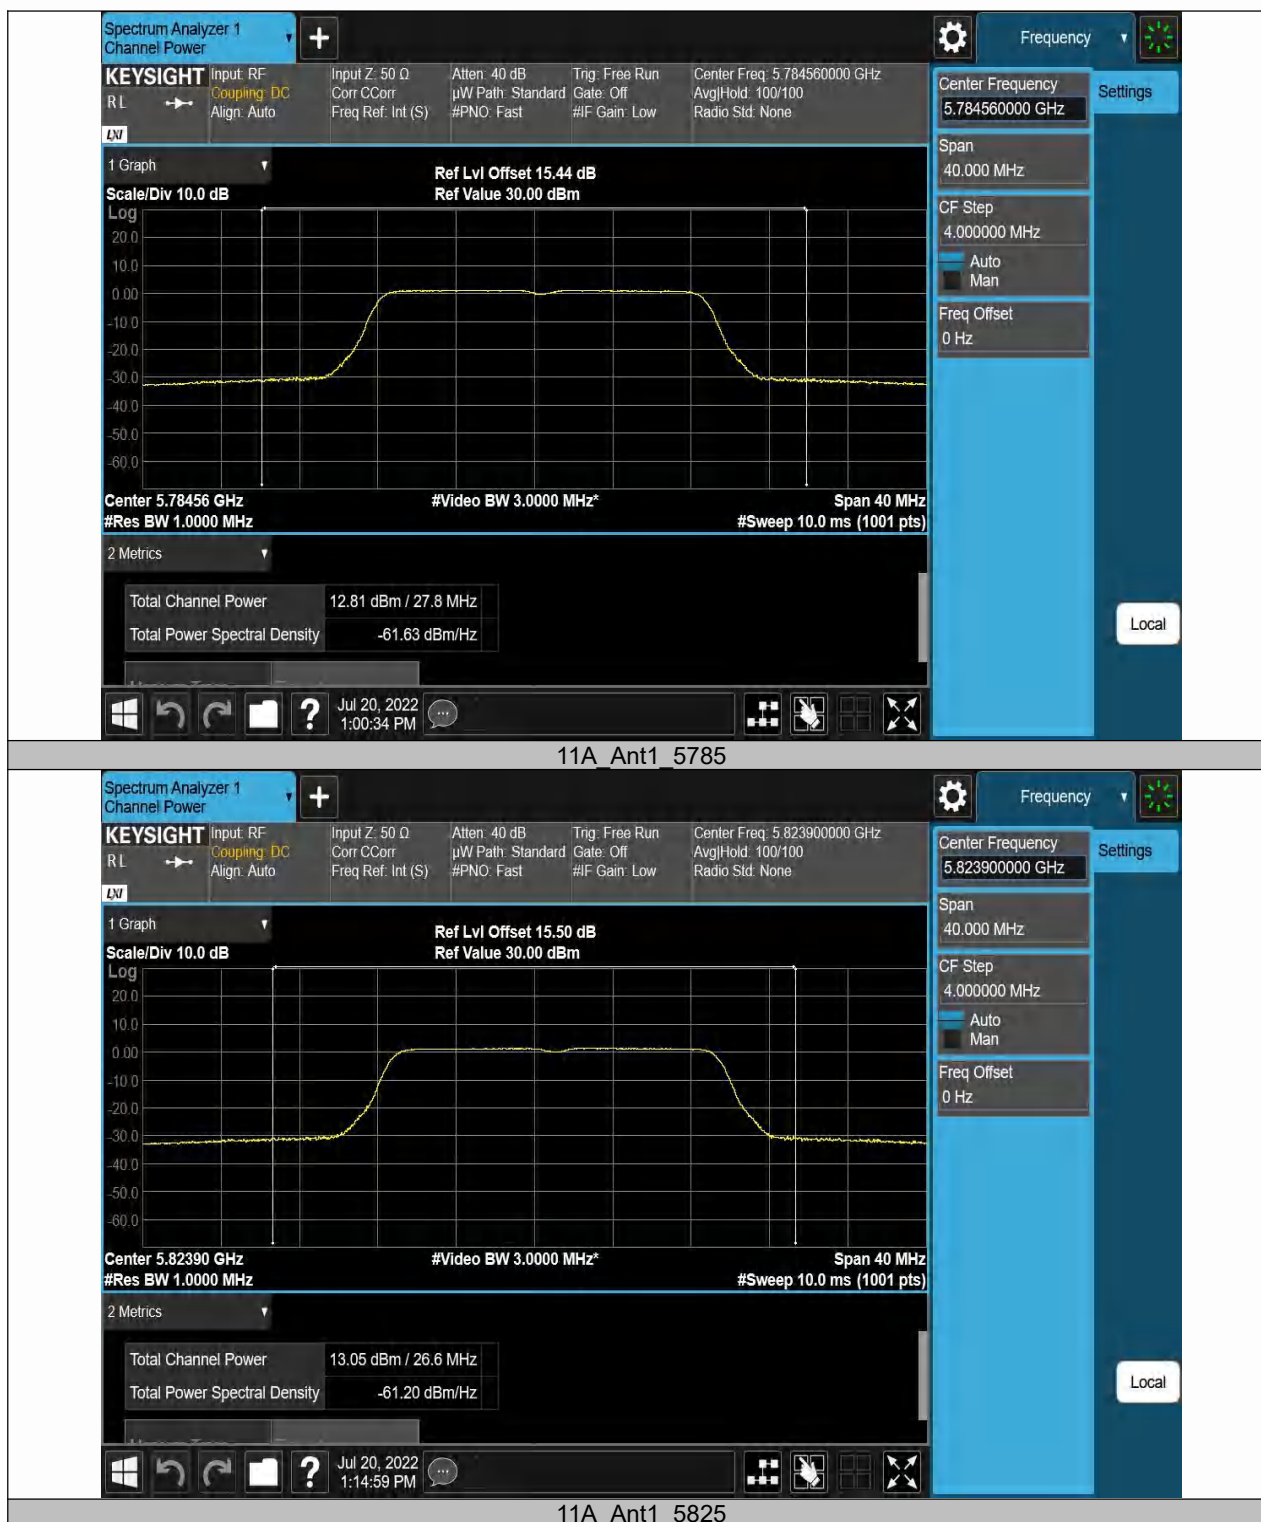 Spectrum Analyzer 1
Channel Power
Frequency
KEYSIGHT
R L
LXI
Input: RF
Coupling: DC
Align: Auto
Input Z: 50 Ω
Corr CCorr
Freq Ref: Int (S)
Atten: 40 dB
µW Path: Standard
#PNO: Fast
Trig: Free Run
Gate: Off
#IF Gain: Low
Center Freq: 5.784560000 GHz
Avg|Hold: 100/100
Radio Std: None
Center Frequency
5.784560000 GHz
Settings
Span
40.000 MHz
CF Step
4.000000 MHz
Auto
Man
Freq Offset
0 Hz
Local
1 Graph
Scale/Div 10.0 dB
Ref Lvl Offset 15.44 dB
Ref Value 30.00 dBm
Log
20.0
10.0
0.00
-10.0
-20.0
-30.0
-40.0
-50.0
-60.0
Center 5.78456 GHz
#Video BW 3.0000 MHz*
Span 40 MHz
#Res BW 1.0000 MHz
#Sweep 10.0 ms (1001 pts)
2 Metrics
Total Channel Power 12.81 dBm / 27.8 MHz
Total Power Spectral Density -61.63 dBm/Hz
?
Jul 20, 2022
1:00:34 PM
11A_Ant1_5785
Spectrum Analyzer 1
Channel Power
Frequency
KEYSIGHT
R L
LXI
Input: RF
Coupling: DC
Align: Auto
Input Z: 50 Ω
Corr CCorr
Freq Ref: Int (S)
Atten: 40 dB
µW Path: Standard
#PNO: Fast
Trig: Free Run
Gate: Off
#IF Gain: Low
Center Freq: 5.823900000 GHz
Avg|Hold: 100/100
Radio Std: None
Center Frequency
5.823900000 GHz
Settings
Span
40.000 MHz
CF Step
4.000000 MHz
Auto
Man
Freq Offset
0 Hz
Local
1 Graph
Scale/Div 10.0 dB
Ref Lvl Offset 15.50 dB
Ref Value 30.00 dBm
Log
20.0
10.0
0.00
-10.0
-20.0
-30.0
-40.0
-50.0
-60.0
Center 5.82390 GHz
#Video BW 3.0000 MHz*
Span 40 MHz
#Res BW 1.0000 MHz
#Sweep 10.0 ms (1001 pts)
2 Metrics
Total Channel Power 13.05 dBm / 26.6 MHz
Total Power Spectral Density -61.20 dBm/Hz
?
Jul 20, 2022
1:14:59 PM
11A_Ant1_5825